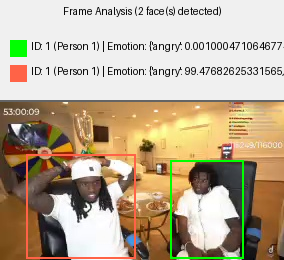 Frame Analysis (2 face(s) detected)
ID: 1 (Person 1) | Emotion: {'angry': 0.001000471064677
ID: 1 (Person 1) | Emotion: {'angry': 99.47682625331565,
53:00:09
/116000